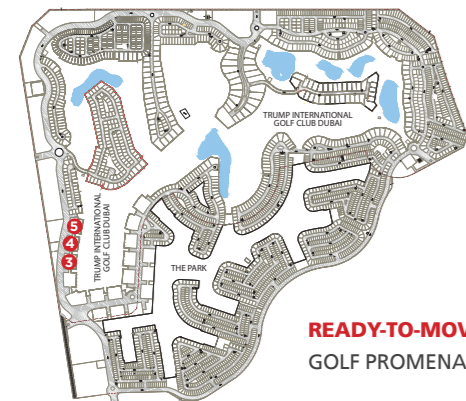 TRUMP INTERNATIONAL
GOLF CLUB DUBAI
TRUMP INTERNATIONAL
GOLF CLUB DUBAI
5
4
3
THE PARK
READY-TO-MOV
GOLF PROMENA